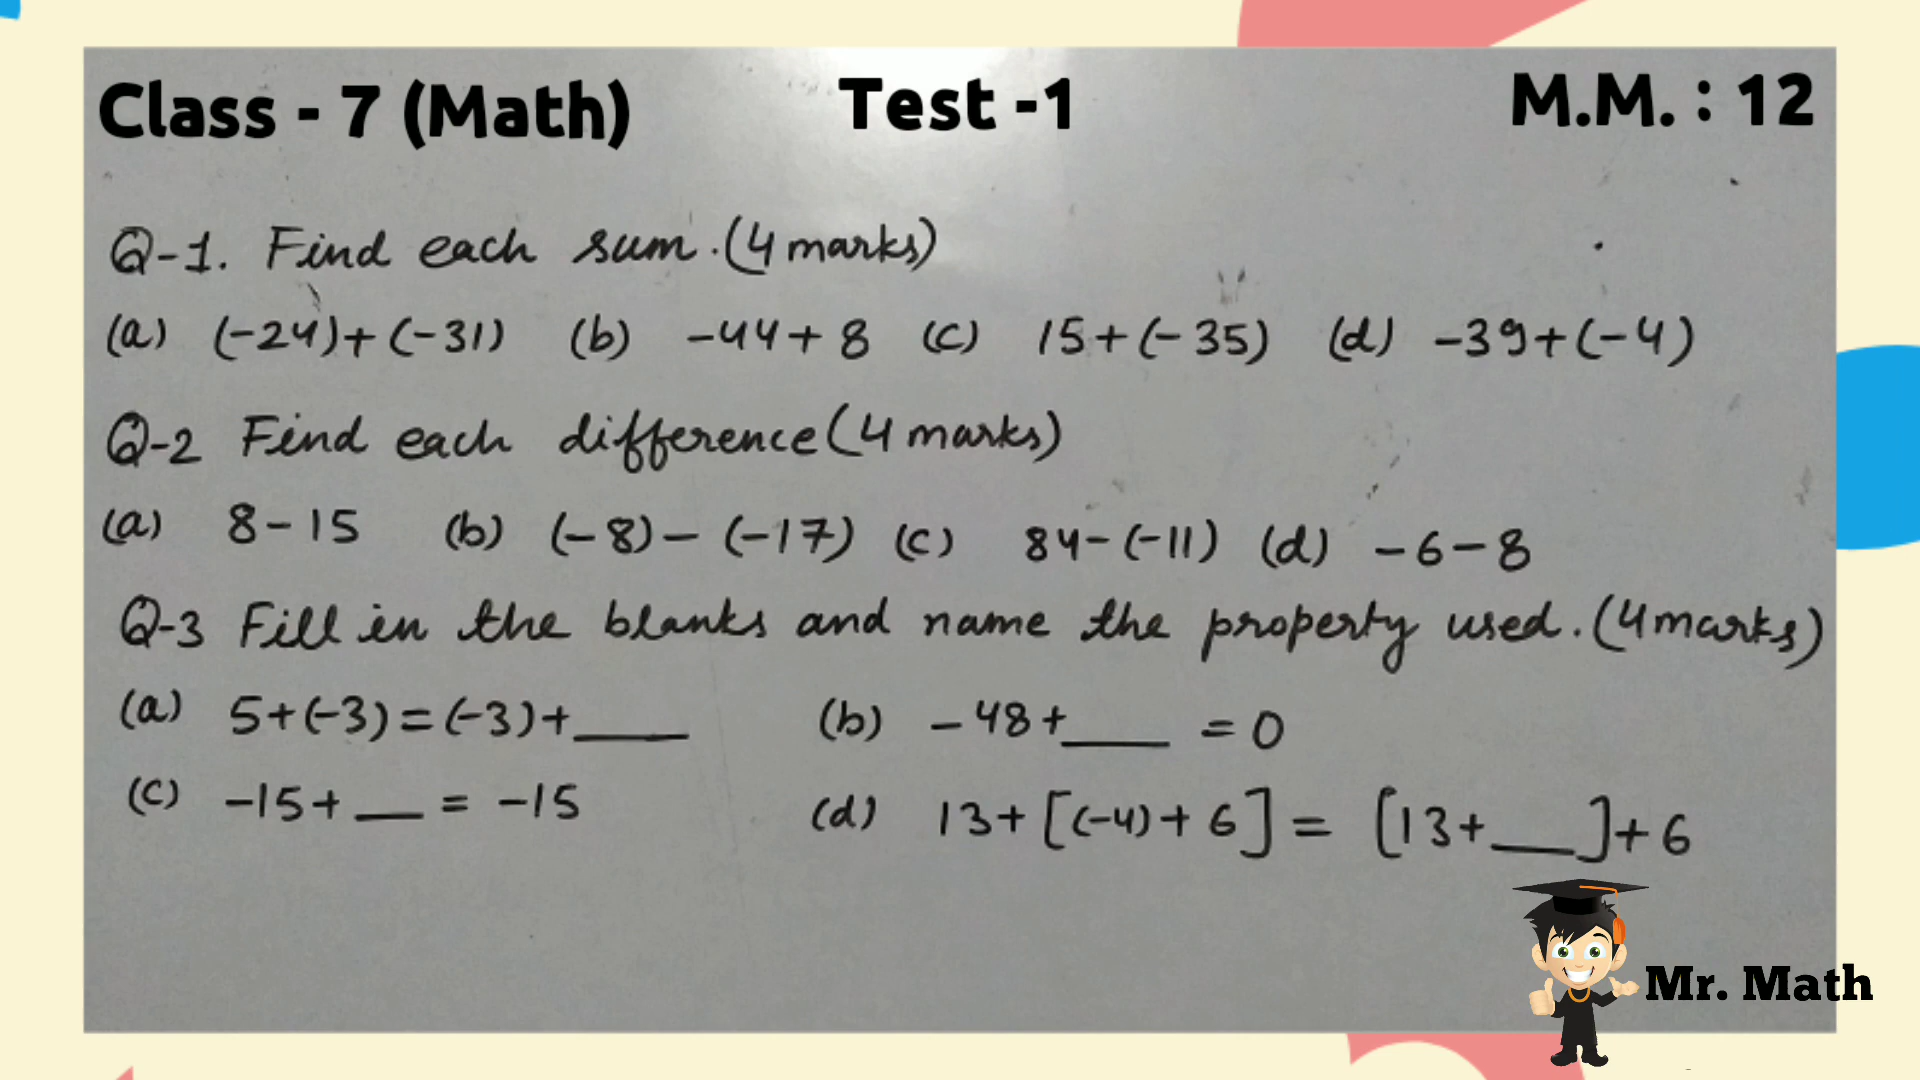 Class - 7 (Math) Test -1 M.M. : 12
Q-1. Find each sum. (4 marks)
(a) (-24)+(-31) (b) -44+8 (c) 15+(-35) (d) -39+(-4)
Q-2 Find each difference (4 marks)
(a) 8-15 (b) (-8)-(-17) (c) 84-(-11) (d) -6-8
Q-3 Fill in the blanks and name the property used. (4 marks)
(a) 5+(-3)=(-3)+____ (b) -48+____ = 0
(c) -15+___ = -15 (d) 13+[(-4)+6] = [13+___]+6
Mr. Math